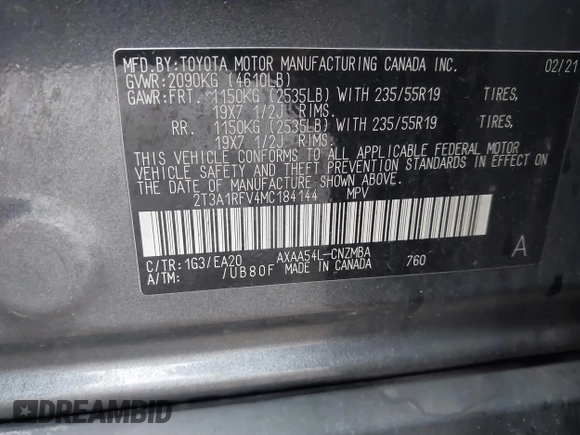 MFD.BY:TOYOTA MOTOR MANUFACTURING CANADA INC. 02/21
GVWR:2090KG (4610LB)
GAWR:FRT. 1150KG (2535LB) WITH 235/55R19 TIRES,
19X7 1/2J RIMS.
RR. 1150KG (2535LB) WITH 235/55R19 TIRES,
19X7 1/2J RIMS.
THIS VEHICLE CONFORMS TO ALL APPLICABLE FEDERAL MOTOR
VEHICLE SAFETY AND THEFT PREVENTION STANDARDS IN EFFECT
ON THE DATE OF MANUFACTURE SHOWN ABOVE.
2T3A1RFV4MC184144 MPV
C/TR:1G3/EA20 AXAA54L-CNZMBA 760 A
A/TM: /UB80F MADE IN CANADA
DREAMBID